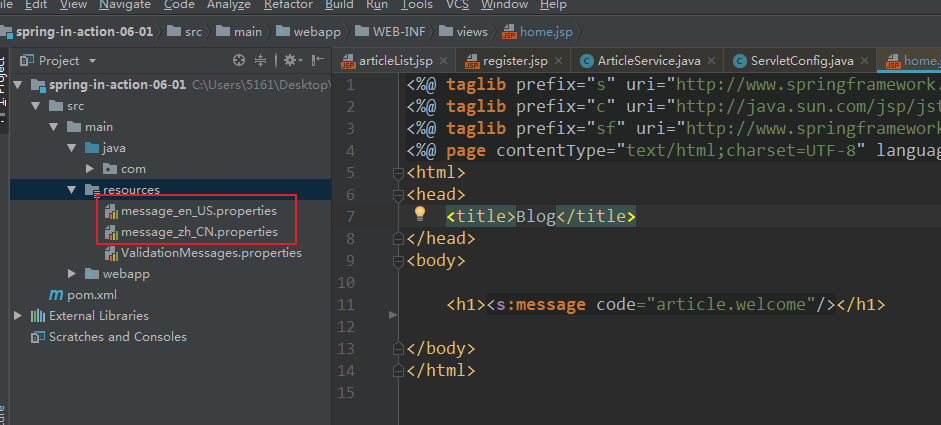 ile Edit View Navigate Code Analyze Refactor Build Run Tools VCS Window Help
spring-in-action-06-01 src main webapp WEB-INF views home.jsp
Project
articleList.jsp register.jsp ArticleService.java ServletConfig.java home.
spring-in-action-06-01 C:\Users\5161\Desktop\
src
main
java
com
resources
message_en_US.properties
message_zh_CN.properties
ValidationMessages.properties
webapp
pom.xml
External Libraries
Scratches and Consoles
1 <%@ taglib prefix="s" uri="http://www.springframework.
2 <%@ taglib prefix="c" uri="http://java.sun.com/jsp/jst
3 <%@ taglib prefix="sf" uri="http://www.springframework
4 <%@ page contentType="text/html;charset=UTF-8" languag
5 <html>
6 <head>
7 <title>Blog</title>
8 </head>
9 <body>
10
11 <h1><s:message code="article.welcome"/></h1>
12
13 </body>
14 </html>
15